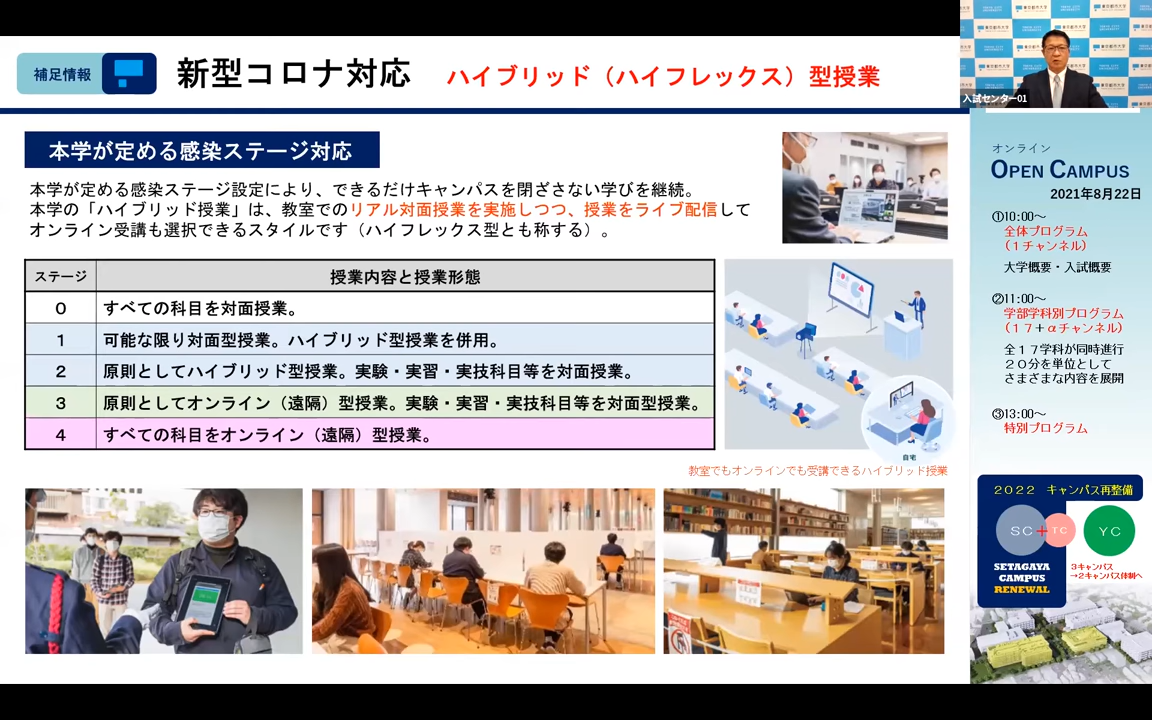 補足情報
新型コロナ対応
ハイブリッド（ハイフレックス）型授業
本学が定める感染ステージ対応
本学が定める感染ステージ設定により、できるだけキャンパスを閉ざさない学びを継続。
本学の「ハイブリッド授業」は、教室でのリアル対面授業を実施しつつ、授業をライブ配信して
オンライン受講も選択できるスタイルです（ハイフレックス型とも称する）。
ステージ 授業内容と授業形態
0 すべての科目を対面授業。
1 可能な限り対面型授業。ハイブリッド型授業を併用。
2 原則としてハイブリッド型授業。実験・実習・実技科目等を対面授業。
3 原則としてオンライン（遠隔）型授業。実験・実習・実技科目等を対面型授業。
4 すべての科目をオンライン（遠隔）型授業。
自宅
教室でもオンラインでも受講できるハイブリッド授業
東京都市大学
入試センター01
オンライン
OPEN CAMPUS
2021年8月22日
①10:00～
全体プログラム
（１チャンネル）
大学概要・入試概要
②11:00～
学部学科別プログラム
（１７＋αチャンネル）
全１７学科が同時進行
２０分を単位として
さまざまな内容を展開
③13:00～
特別プログラム
２０２２　キャンパス再整備
SC＋TC
YC
SETAGAYA
CAMPUS
RENEWAL
３キャンパス
→２キャンパス体制へ